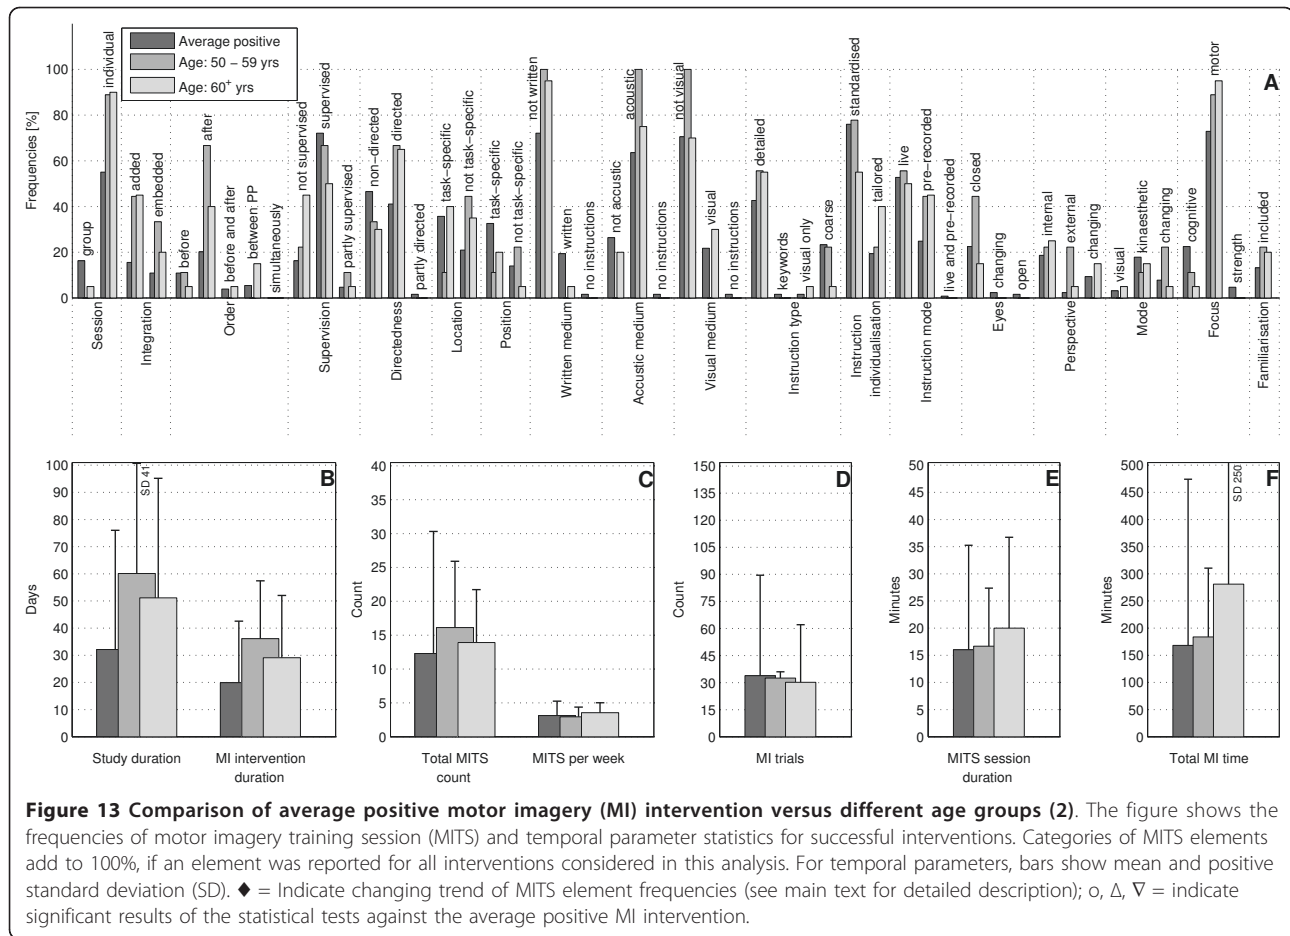 Average positive
Age: 50 – 59 yrs
Age: 60+ yrs
A
Frequencies [%]
100
80
60
40
20
0
group
individual
added
embedded
before
after
before and after
between PP
simultaneously
not supervised
supervised
partly supervised
non-directed
directed
partly directed
task-specific
not task-specific
task-specific
not task-specific
not written
written
no instructions
not acustic
acoustic
no instructions
not visual
visual
no instructions
detailed
keywords
visual only
coarse
standardised
tailored
live
pre-recorded
live and pre-recorded
closed
changing
open
internal
external
changing
visual
kinaesthetic
changing
cognitive
motor
strength
included
Session
Integration
Order
Supervision
Directedness
Location
Position
Written medium
Accustic medium
Visual medium
Instruction type
Instruction
individualisation
Instruction mode
Eyes
Perspective
Mode
Focus
Familiarisation
B
Days
100
90
80
70
60
50
40
30
20
10
0
SD 41
Study duration
MI intervention
duration
C
Count
40
35
30
25
20
15
10
5
0
Total MITS
count
MITS per week
D
Count
150
135
120
105
90
75
60
45
30
15
0
MI trials
E
Minutes
50
45
40
35
30
25
20
15
10
5
0
MITS session
duration
F
Minutes
500
450
400
350
300
250
200
150
100
50
0
SD 250
Total MI time
Figure 13 Comparison of average positive motor imagery (MI) intervention versus different age groups (2). The figure shows the
frequencies of motor imagery training session (MITS) and temporal parameter statistics for successful interventions. Categories of MITS elements
add to 100%, if an element was reported for all interventions considered in this analysis. For temporal parameters, bars show mean and positive
standard deviation (SD). ♦ = Indicate changing trend of MITS element frequencies (see main text for detailed description); o, Δ, ∇ = indicate
significant results of the statistical tests against the average positive MI intervention.